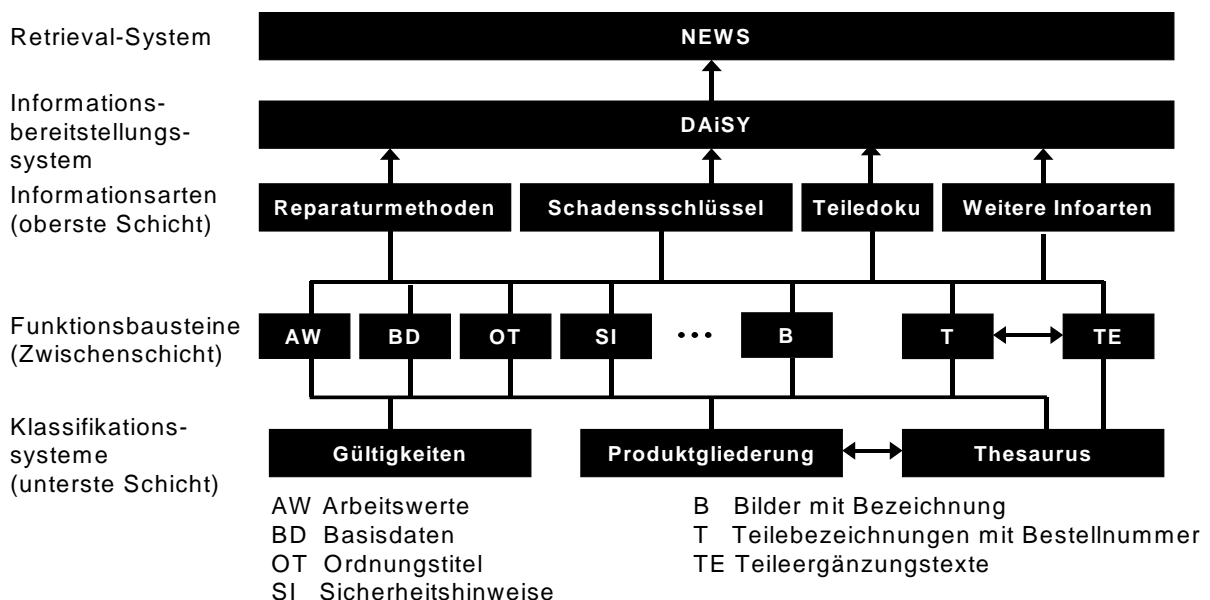 Retrieval-System
NEWS
Informations-
bereitstellungs-
system
DAiSY
Informationsarten
(oberste Schicht)
Reparaturmethoden
Schadensschlüssel
Teiledoku
Weitere Infoarten
Funktionsbausteine
(Zwischenschicht)
AW
BD
OT
SI
...
B
T
TE
Klassifikations-
systeme
(unterste Schicht)
Gültigkeiten
Produktgliederung
Thesaurus
AW Arbeitswerte
BD Basisdaten
OT Ordnungstitel
SI Sicherheitshinweise
B Bilder mit Bezeichnung
T Teilebezeichnungen mit Bestellnummer
TE Teileergänzungstexte